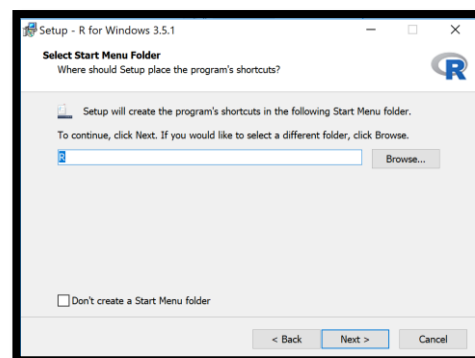 Setup - R for Windows 3.5.1
Select Start Menu Folder
Where should Setup place the program's shortcuts?
R
Setup will create the program's shortcuts in the following Start Menu folder.
To continue, click Next. If you would like to select a different folder, click Browse.
R
Browse...
Don't create a Start Menu folder
< Back
Next >
Cancel